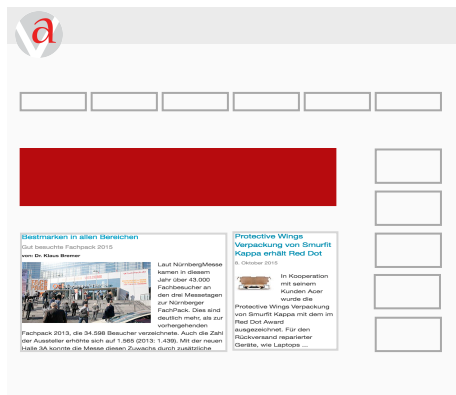 va
Bestmarken in allen Bereichen
Gut besuchte Fachpack 2015
von: Dr. Klaus Bremer
Laut NürnbergMesse
kamen in diesem
Jahr über 43.000
Fachbesucher an
den drei Messetagen
zur Nürnberger
FachPack. Dies sind
deutlich mehr, als zur
vorhergehenden
Fachpack 2013, die 34.598 Besucher verzeichnete. Auch die Zahl
der Aussteller erhöhte sich auf 1.565 (2013: 1.439). Mit der neuen
Halle 3A konnte die Messe diesen Zuwachs durch zusätzliche
Protective Wings
Verpackung von Smurfit
Kappa erhält Red Dot
6. Oktober 2015
In Kooperation
mit seinem
Kunden Acer
wurde die
Protective Wings Verpackung
von Smurfit Kappa mit dem im
Red Dot Award
ausgezeichnet. Für den
Rückversand reparierter
Geräte, wie Laptops ...